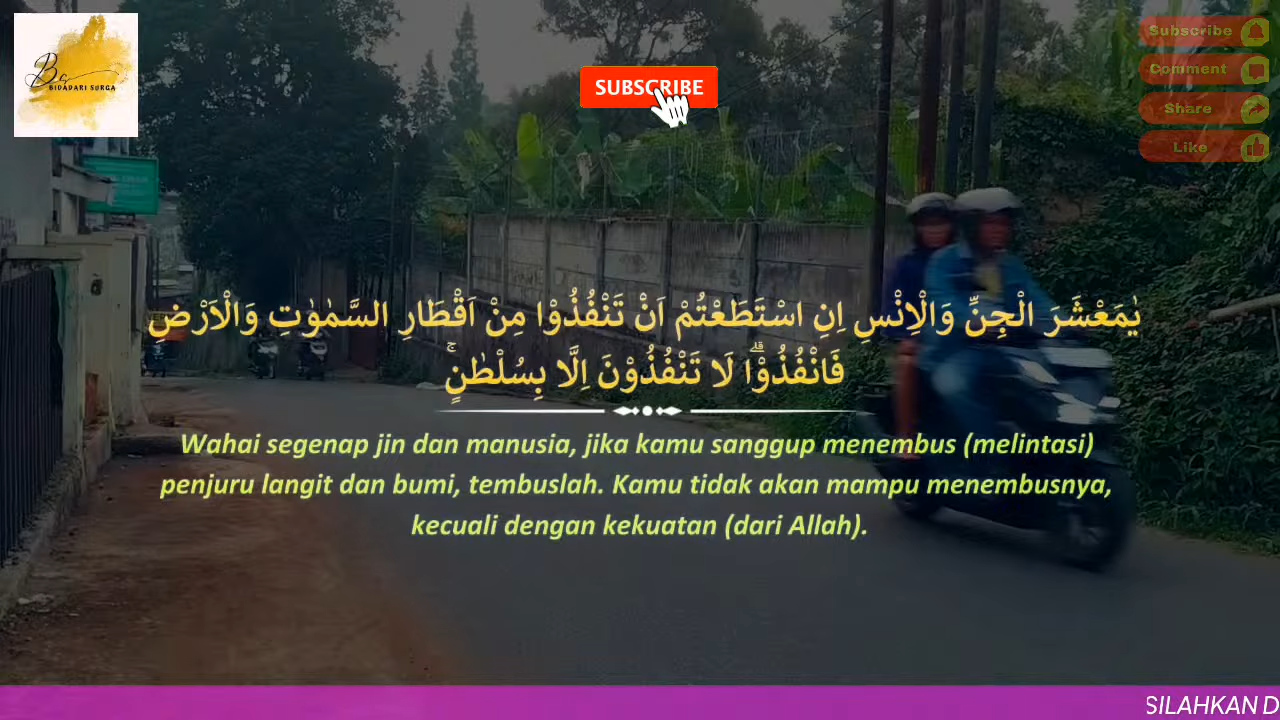 Bs
BIDADARI SURGA
SUBSCRIBE
Subscribe
Comment
Share
Like
يٰمَعْشَرَ الْجِنِّ وَالْاِنْسِ اِنِ اسْتَطَعْتُمْ اَنْ تَنْفُذُوْا مِنْ اَقْطَارِ السَّمٰوٰتِ وَالْاَرْضِ
فَانْفُذُوْاۗ لَا تَنْفُذُوْنَ اِلَّا بِسُلْطٰنٍۚ
Wahai segenap jin dan manusia, jika kamu sanggup menembus (melintasi)
penjuru langit dan bumi, tembuslah. Kamu tidak akan mampu menembusnya,
kecuali dengan kekuatan (dari Allah).
SILAHKAN D